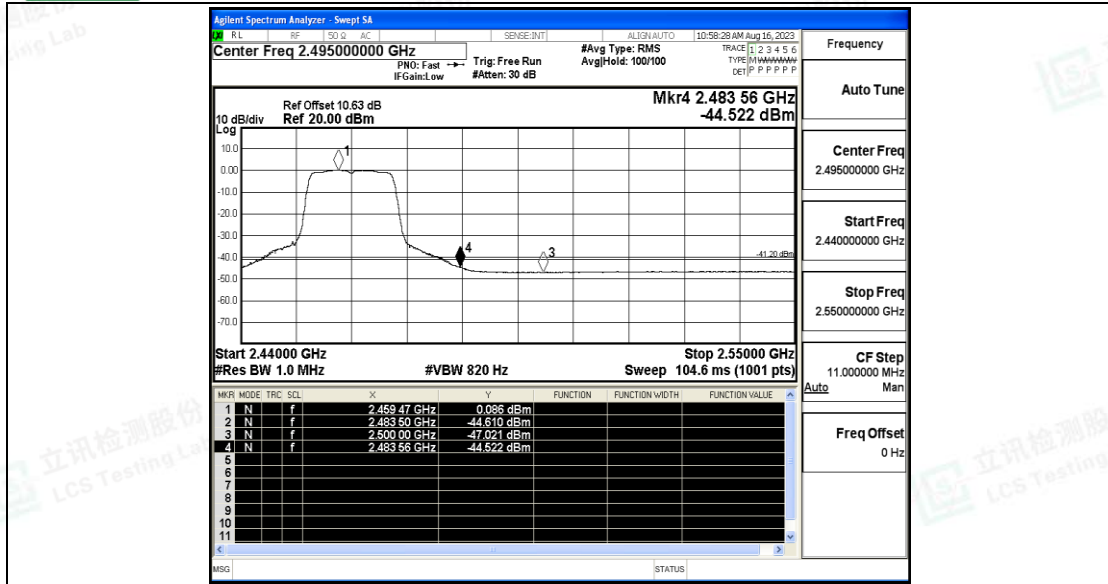 Agilent Spectrum Analyzer - Swept SA
RL RF 50 Ω AC SENSE:INT ALIGNAUTO 10:58:28 AM Aug 16, 2023
Center Freq 2.495000000 GHz
PNO: Fast
IFGain:Low
Trig: Free Run
#Atten: 30 dB
#Avg Type: RMS
Avg|Hold: 100/100
TRACE 1 2 3 4 5 6
TYPE M WWWWW
DET P P P P P P
Ref Offset 10.63 dB
10 dB/div Ref 20.00 dBm
Log
Mkr4 2.483 56 GHz
-44.522 dBm
10.0
0.00
-10.0
-20.0
-30.0
-40.0
-50.0
-60.0
-70.0
1
4
3
-41.20 dBm
Start 2.44000 GHz Stop 2.55000 GHz
#Res BW 1.0 MHz #VBW 820 Hz Sweep 104.6 ms (1001 pts)
MKR MODE TRC SCL X Y FUNCTION FUNCTION WIDTH FUNCTION VALUE
1 N f 2.459 47 GHz 0.086 dBm
2 N f 2.483 50 GHz -44.610 dBm
3 N f 2.500 00 GHz -47.021 dBm
4 N f 2.483 56 GHz -44.522 dBm
5
6
7
8
9
10
11
MSG STATUS
Frequency
Auto Tune
Center Freq
2.495000000 GHz
Start Freq
2.440000000 GHz
Stop Freq
2.550000000 GHz
CF Step
11.000000 MHz
Auto Man
Freq Offset
0 Hz
立讯检测股份
LCS Testing Lab
立讯检测股
LCS Testing